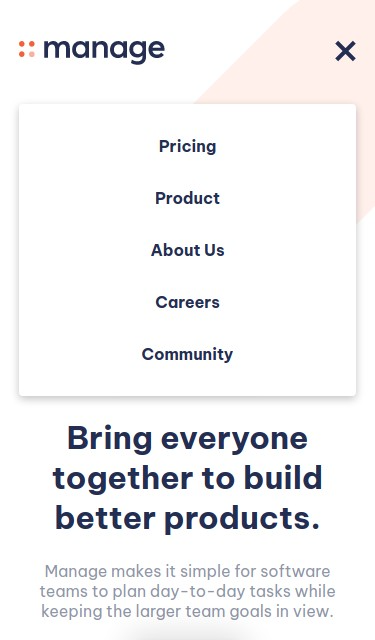 manage
Pricing
Product
About Us
Careers
Community
Bring everyone
together to build
better products.
Manage makes it simple for software
teams to plan day-to-day tasks while
keeping the larger team goals in view.